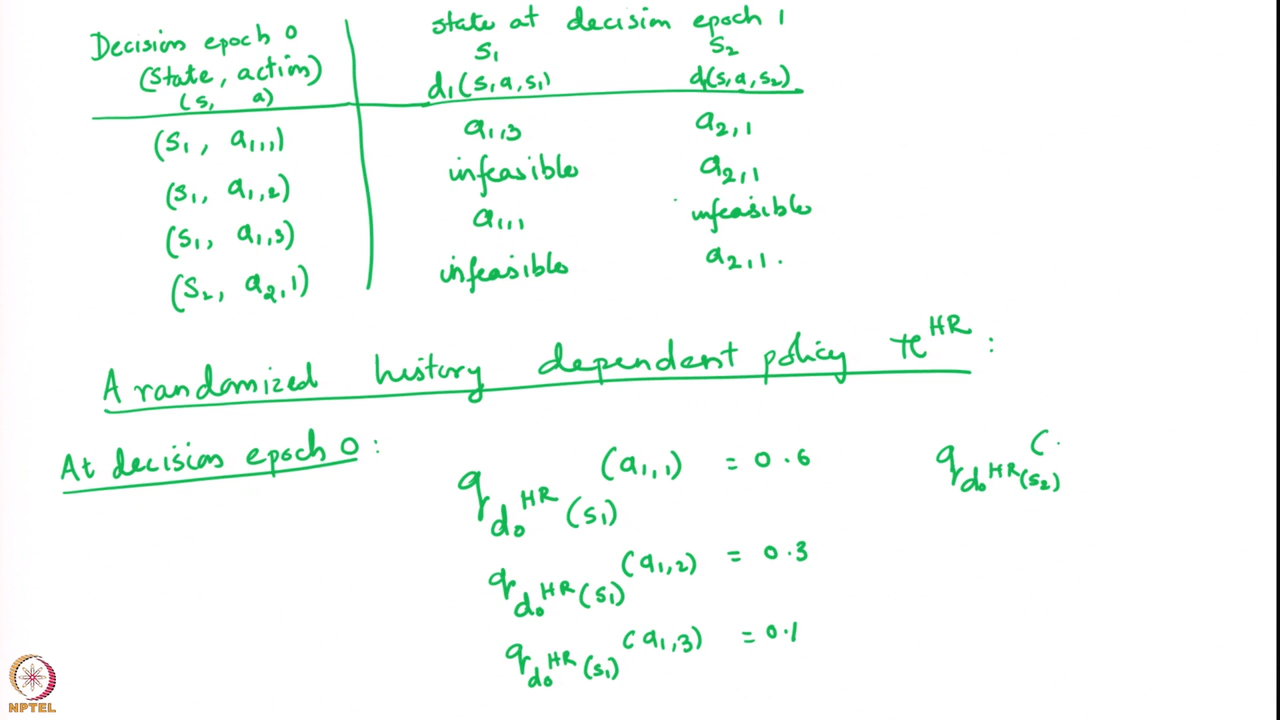 Decision epoch 0 state at decision epoch 1
(state, action) s₁ s₂
(s, a) d₁(s,a,s₁) d₁(s,a,s₂)
(s₁, a₁,₁) a₁,₃ a₂,₁
(s₁, a₁,₂) infeasible a₂,₁
(s₁, a₁,₃) a₁,₁ infeasible
(s₂, a₂,₁) infeasible a₂,₁.
A randomized history dependent policy π^HR :
At decision epoch 0 : q_{d₀^HR(s₁)}(a₁,₁) = 0.6 q_{d₀^HR(s₂)}(
q_{d₀^HR(s₁)}(a₁,₂) = 0.3
q_{d₀^HR(s₁)}(a₁,₃) = 0.1
NPTEL